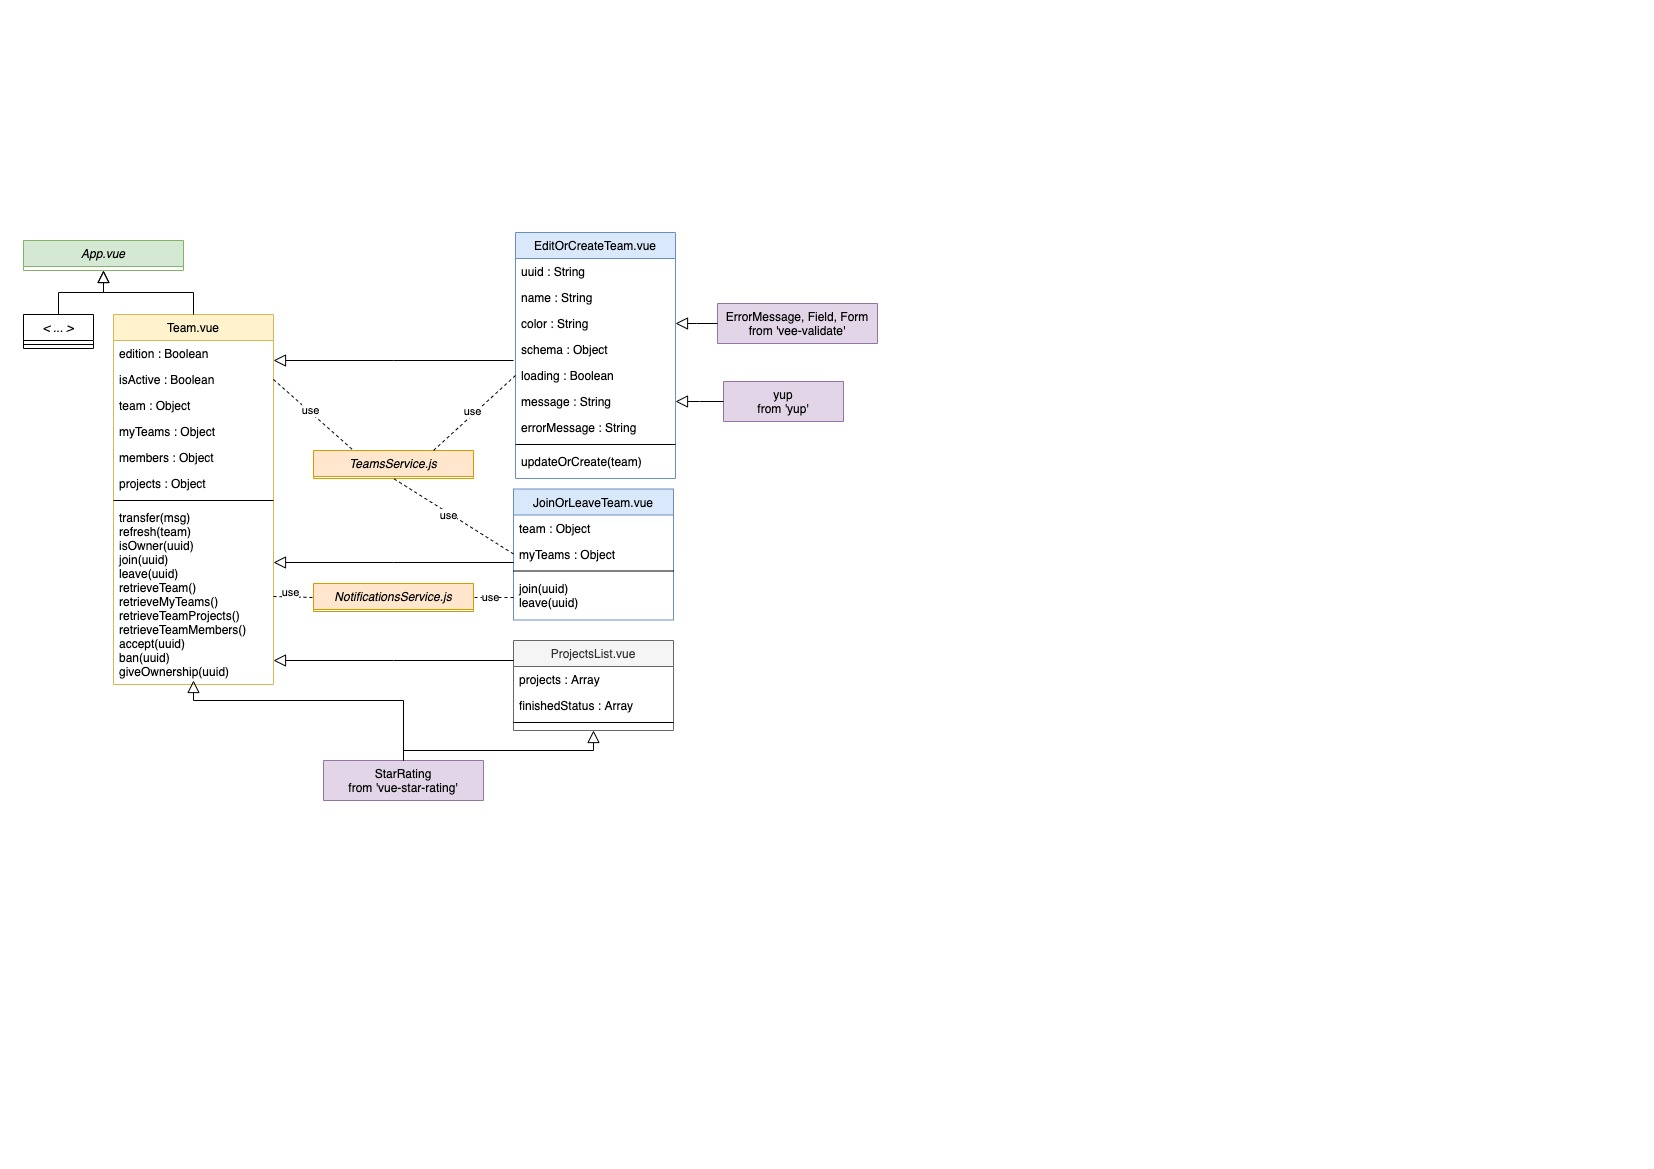 App.vue
< ... >
Team.vue
edition : Boolean
isActive : Boolean
team : Object
myTeams : Object
members : Object
projects : Object
transfer(msg)
refresh(team)
isOwner(uuid)
join(uuid)
leave(uuid)
retrieveTeam()
retrieveMyTeams()
retrieveTeamProjects()
retrieveTeamMembers()
accept(uuid)
ban(uuid)
giveOwnership(uuid)
use
use
TeamsService.js
use
use
NotificationsService.js
use
EditOrCreateTeam.vue
uuid : String
name : String
color : String
schema : Object
loading : Boolean
message : String
errorMessage : String
updateOrCreate(team)
JoinOrLeaveTeam.vue
team : Object
myTeams : Object
join(uuid)
leave(uuid)
ProjectsList.vue
projects : Array
finishedStatus : Array
ErrorMessage, Field, Form
from 'vee-validate'
yup
from 'yup'
StarRating
from 'vue-star-rating'